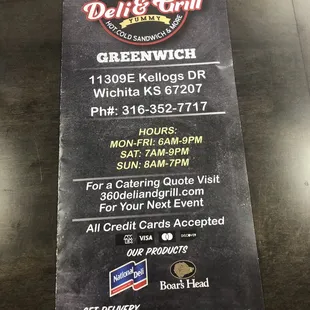 Deli & Grill
YUMMY
HOT-COLD SANDWICH & MORE
GREENWICH
11309E Kellogs DR
Wichita KS 67207
Ph#: 316-352-7717
HOURS:
MON-FRI: 6AM-9PM
SAT: 7AM-9PM
SUN: 8AM-7PM
For a Catering Quote Visit
360deliandgrill.com
For Your Next Event
All Credit Cards Accepted
VISA
OUR PRODUCTS
National Deli
Boar's Head
GET DELIVERY